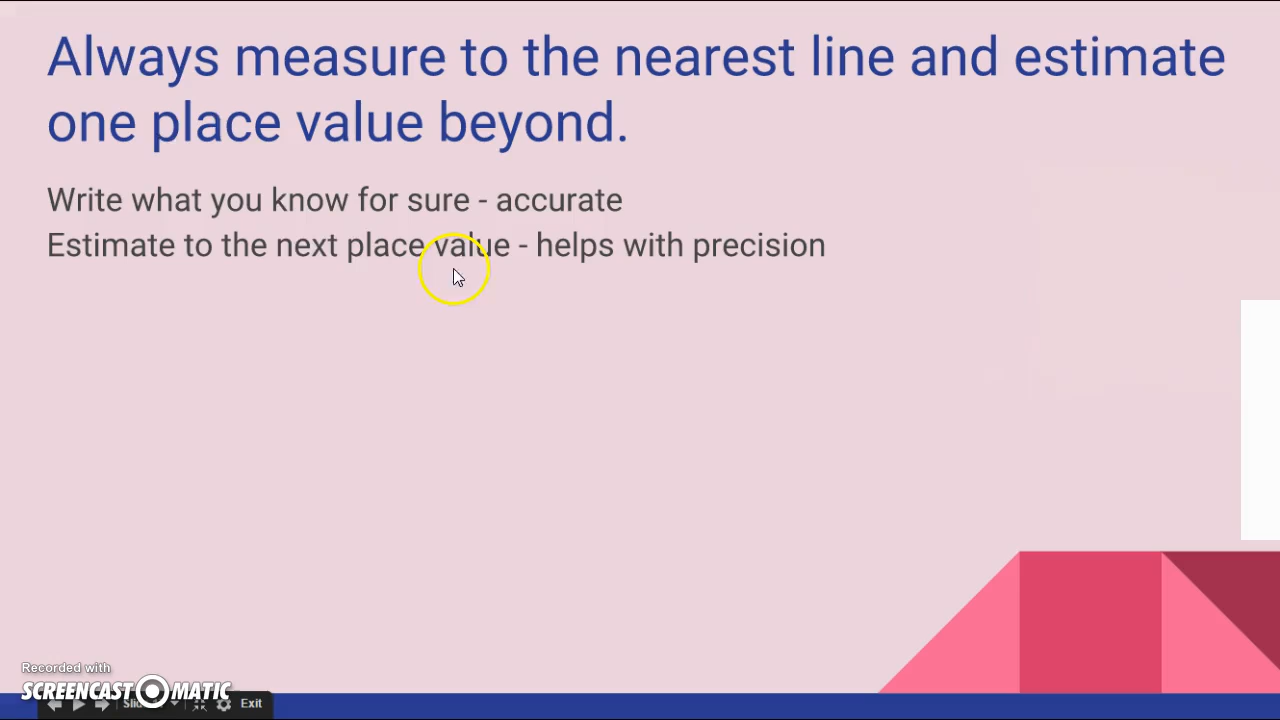 Always measure to the nearest line and estimate
one place value beyond.
Write what you know for sure - accurate
Estimate to the next place value - helps with precision
Recorded with
SCREENCAST MATIC
Exit